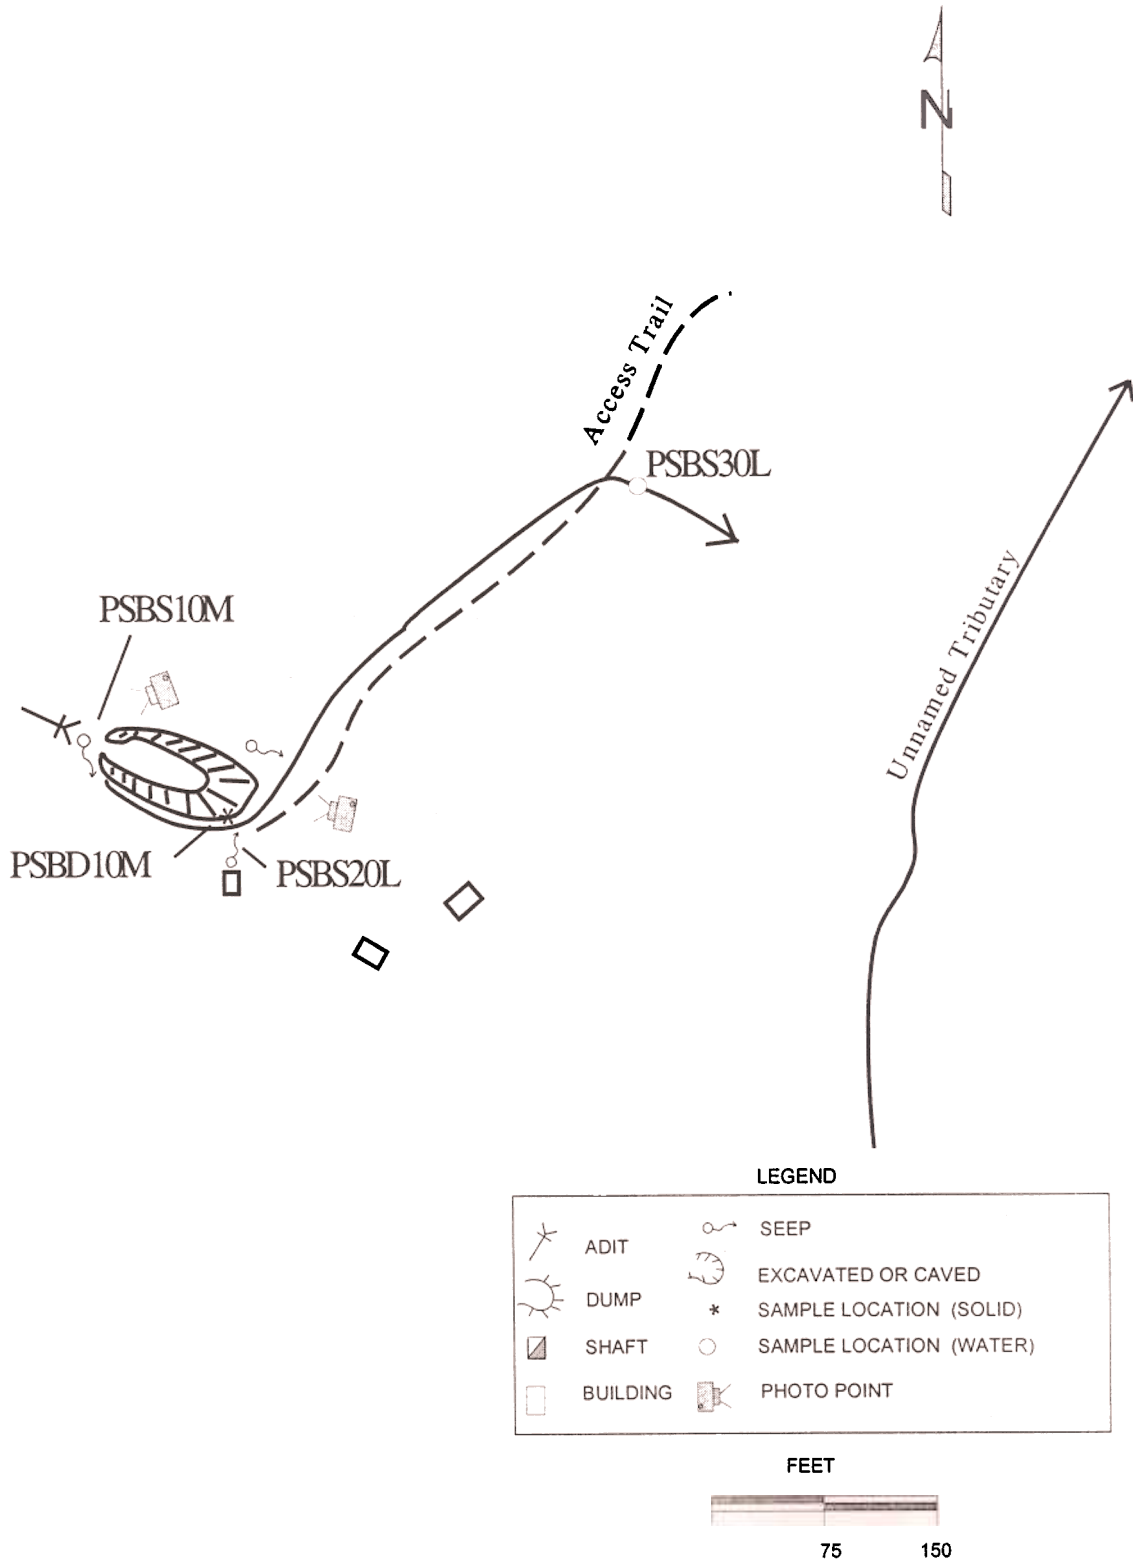 N
Access Trail
PSBS30L
PSBS10M
Unnamed Tributary
PSBD10M
PSBS20L
LEGEND
ADIT
SEEP
DUMP
EXCAVATED OR CAVED
SHAFT
SAMPLE LOCATION (SOLID)
BUILDING
SAMPLE LOCATION (WATER)
PHOTO POINT
FEET
75 150